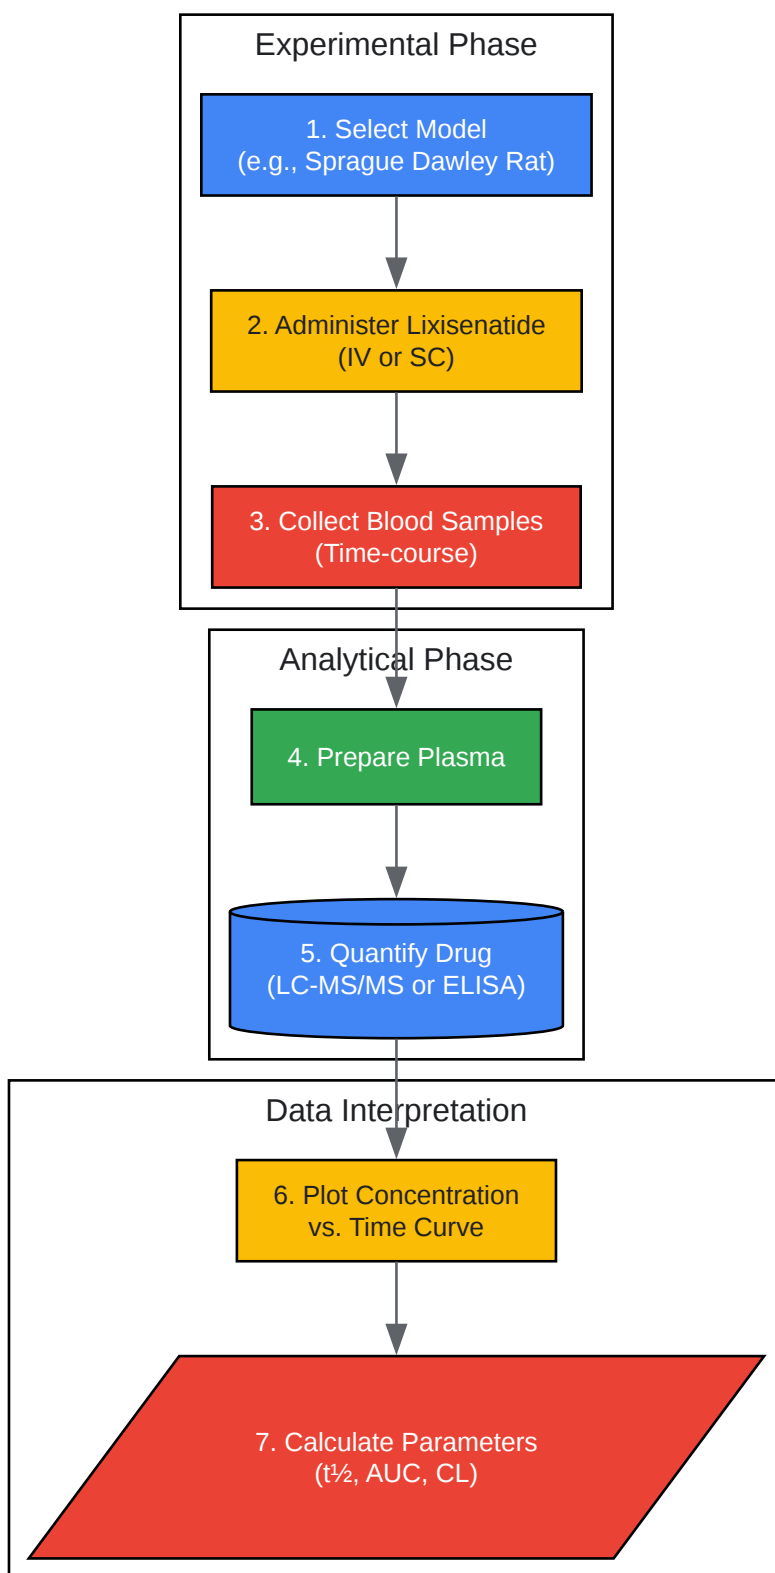 Experimental Phase
1. Select Model
(e.g., Sprague Dawley Rat)
2. Administer Lixisenatide
(IV or SC)
3. Collect Blood Samples
(Time-course)
Analytical Phase
4. Prepare Plasma
5. Quantify Drug
(LC-MS/MS or ELISA)
Data Interpretation
6. Plot Concentration
vs. Time Curve
7. Calculate Parameters
(t½, AUC, CL)